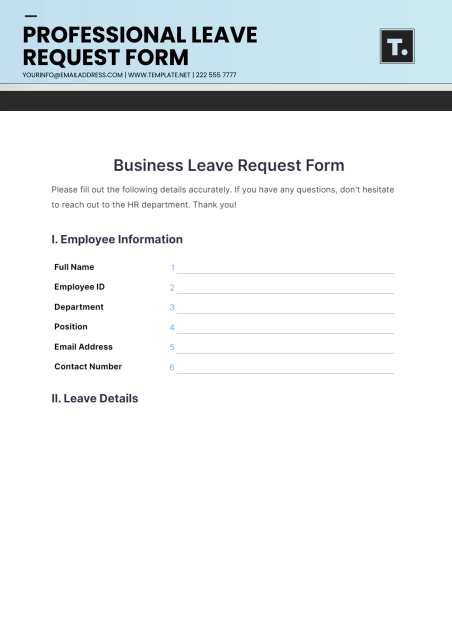 PROFESSIONAL LEAVE
REQUEST FORM
YOURINFO@EMAILADDRESS.COM | WWW.TEMPLATE.NET | 222 555 7777
T.
Business Leave Request Form
Please fill out the following details accurately. If you have any questions, don't hesitate
to reach out to the HR department. Thank you!
I. Employee Information
Full Name 1
Employee ID 2
Department 3
Position 4
Email Address 5
Contact Number 6
II. Leave Details